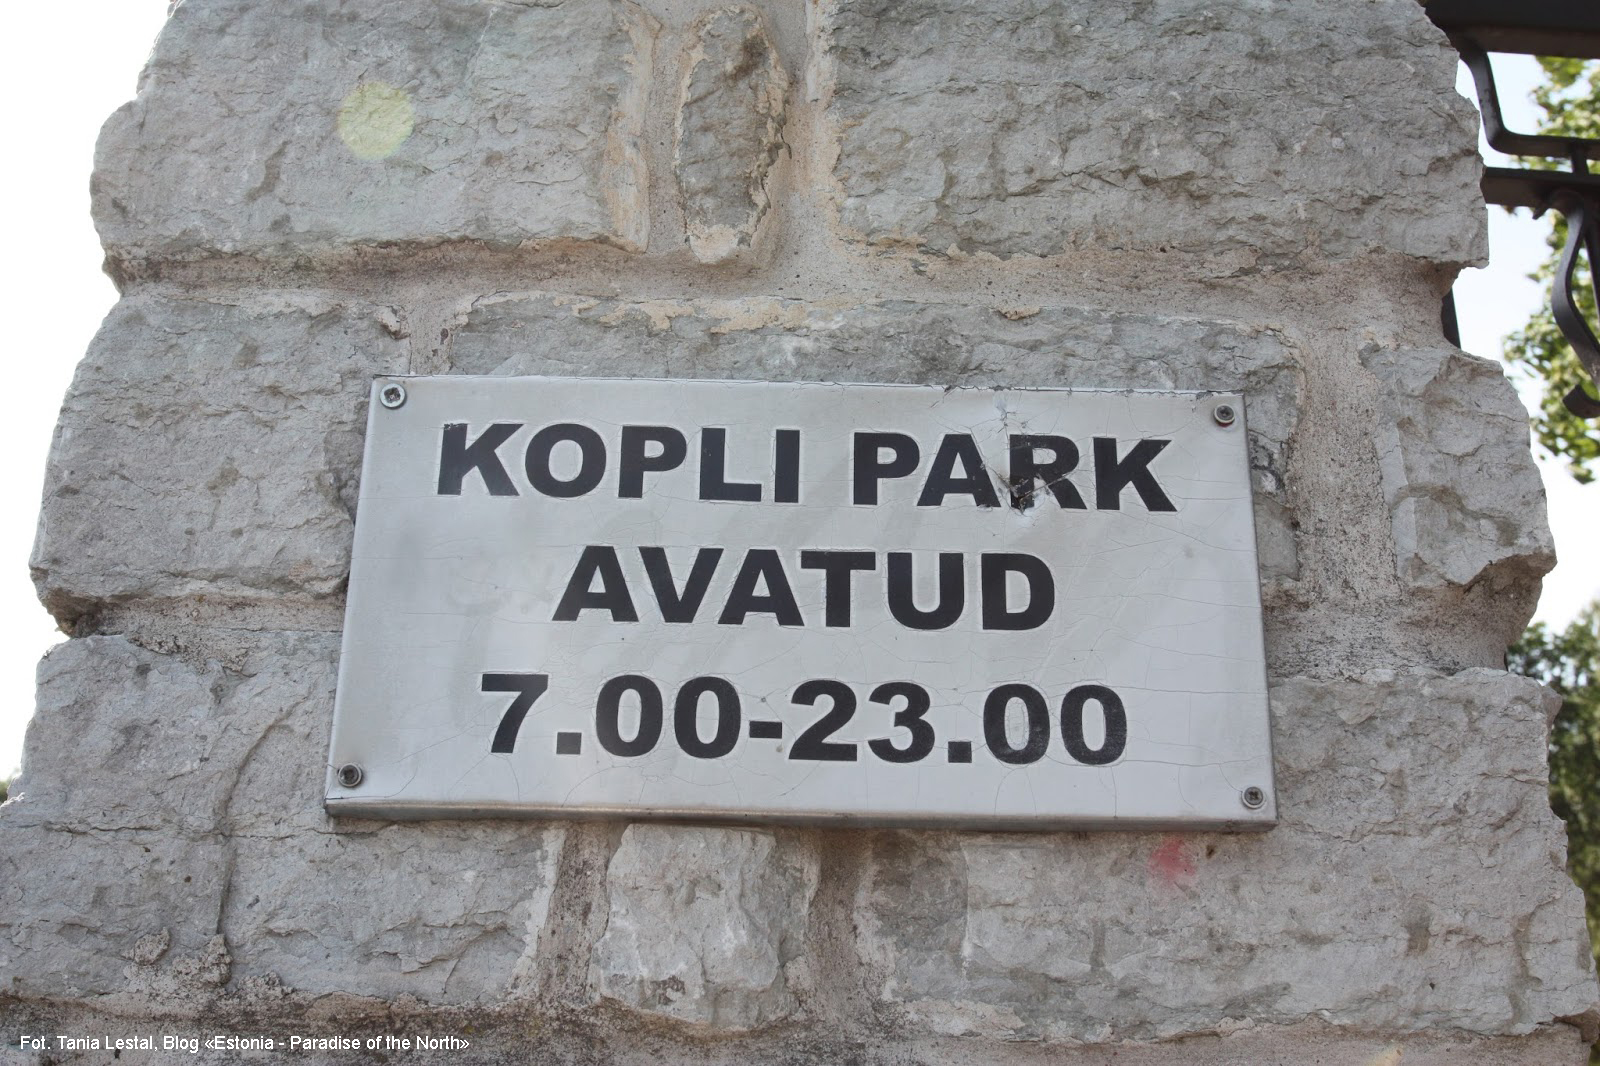 KOPLI PARK
AVATUD
7.00-23.00
Fot. Tania Lestal, Blog «Estonia - Paradise of the North»